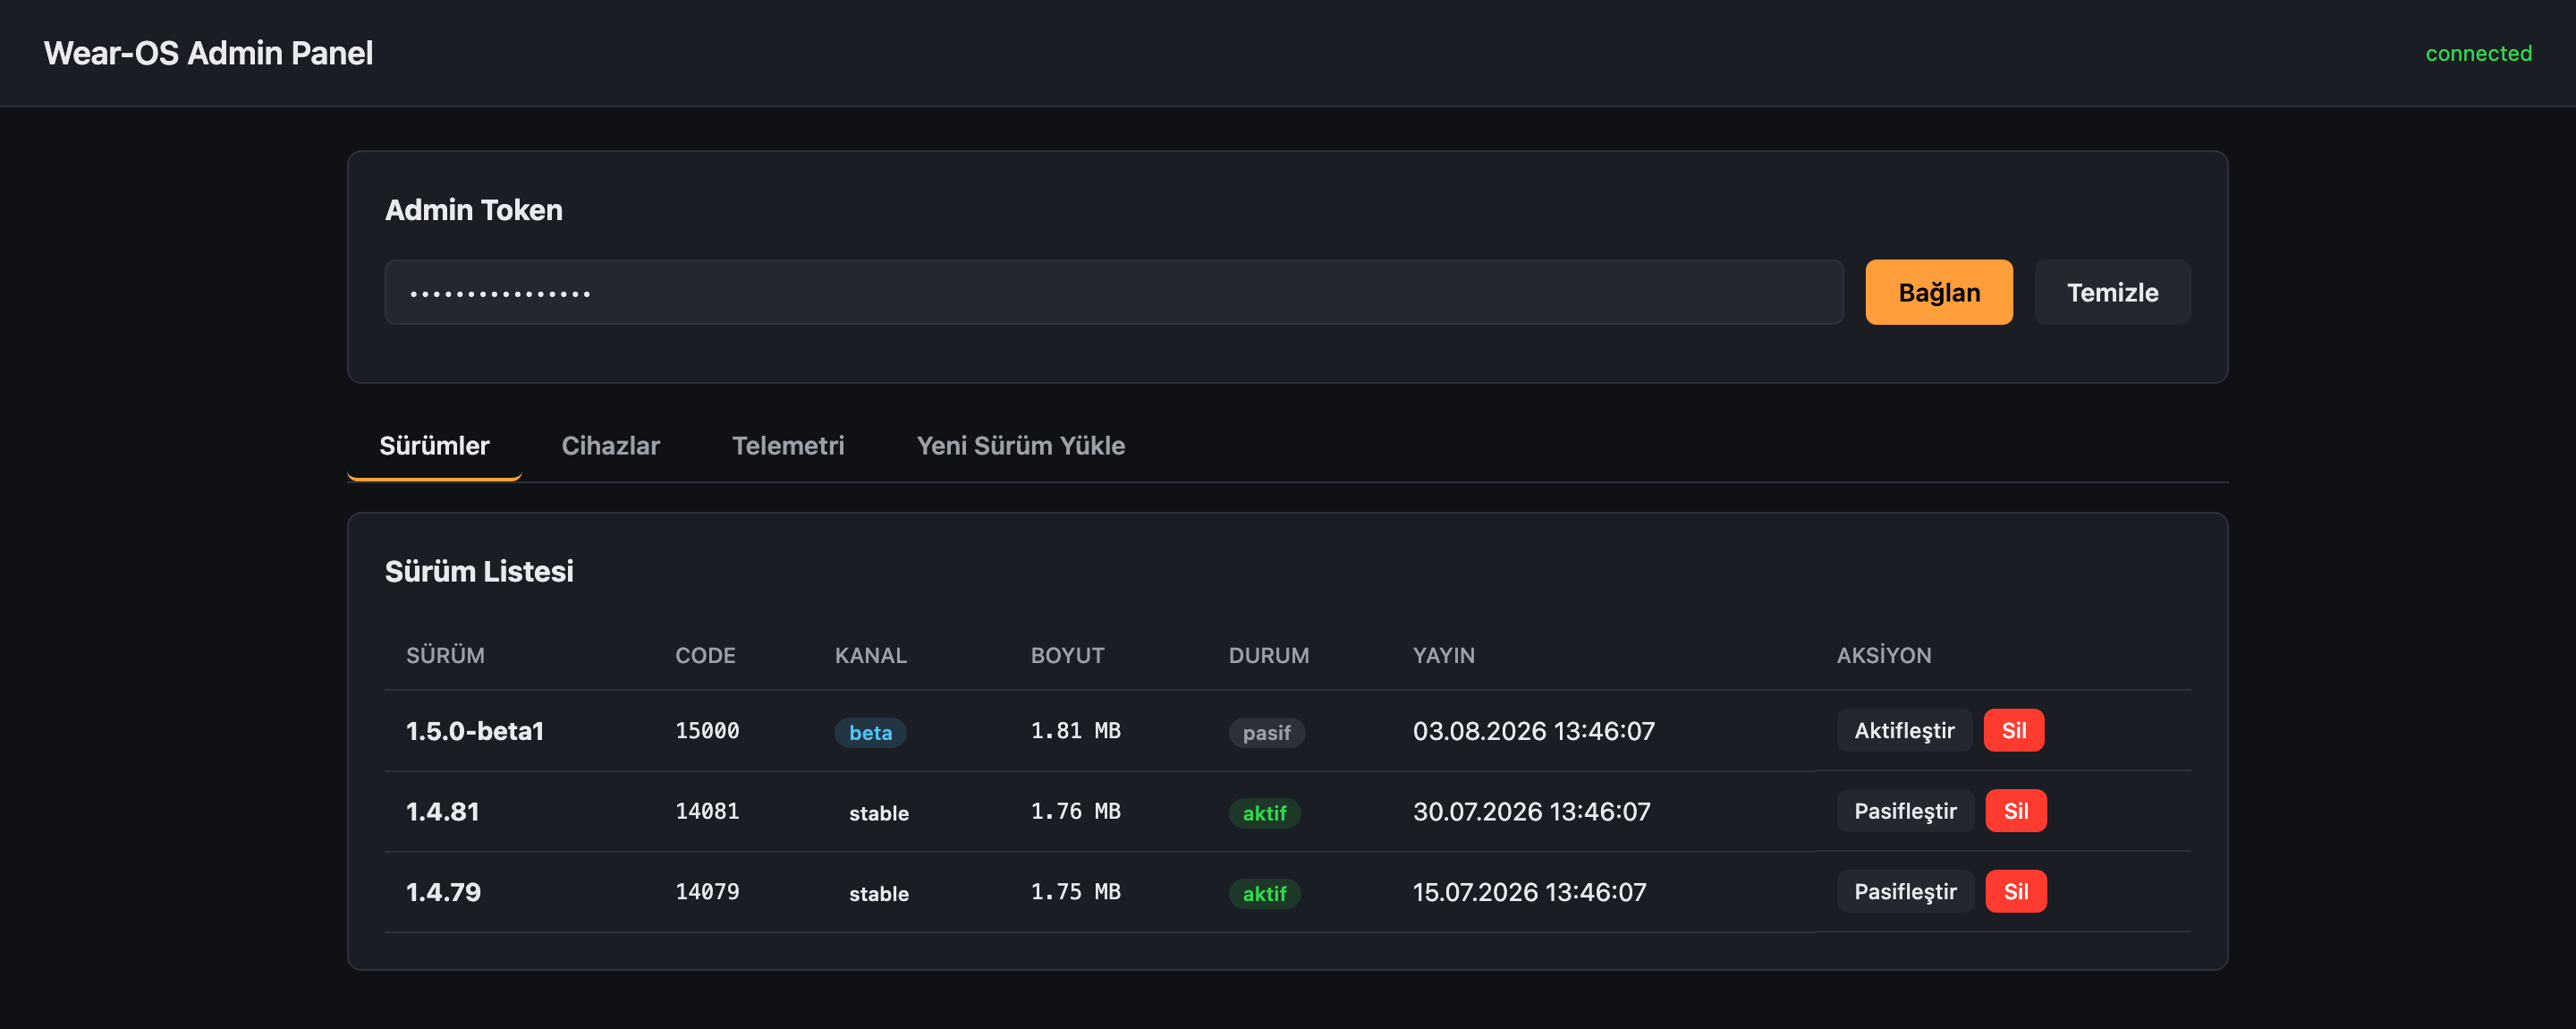 Wear-OS Admin Panel connected
Admin Token
•••••••••••••••• Bağlan Temizle
Sürümler Cihazlar Telemetri Yeni Sürüm Yükle
Sürüm Listesi
SÜRÜM CODE KANAL BOYUT DURUM YAYIN AKSİYON
1.5.0-beta1 15000 beta 1.81 MB pasif 03.08.2026 13:46:07 Aktifleştir Sil
1.4.81 14081 stable 1.76 MB aktif 30.07.2026 13:46:07 Pasifleştir Sil
1.4.79 14079 stable 1.75 MB aktif 15.07.2026 13:46:07 Pasifleştir Sil